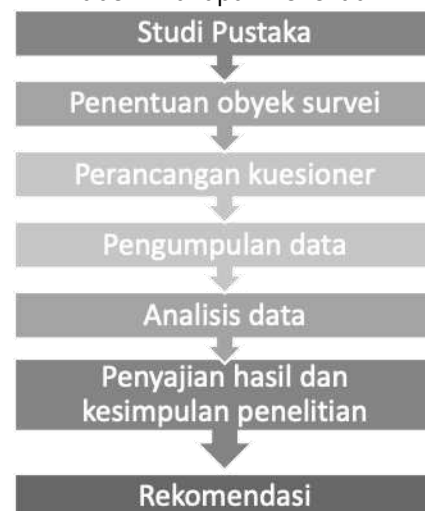 Studi Pustaka
Penentuan obyek survei
Perancangan kuesioner
Pengumpulan data
Analisis data
Penyajian hasil dan
kesimpulan penelitian
Rekomendasi